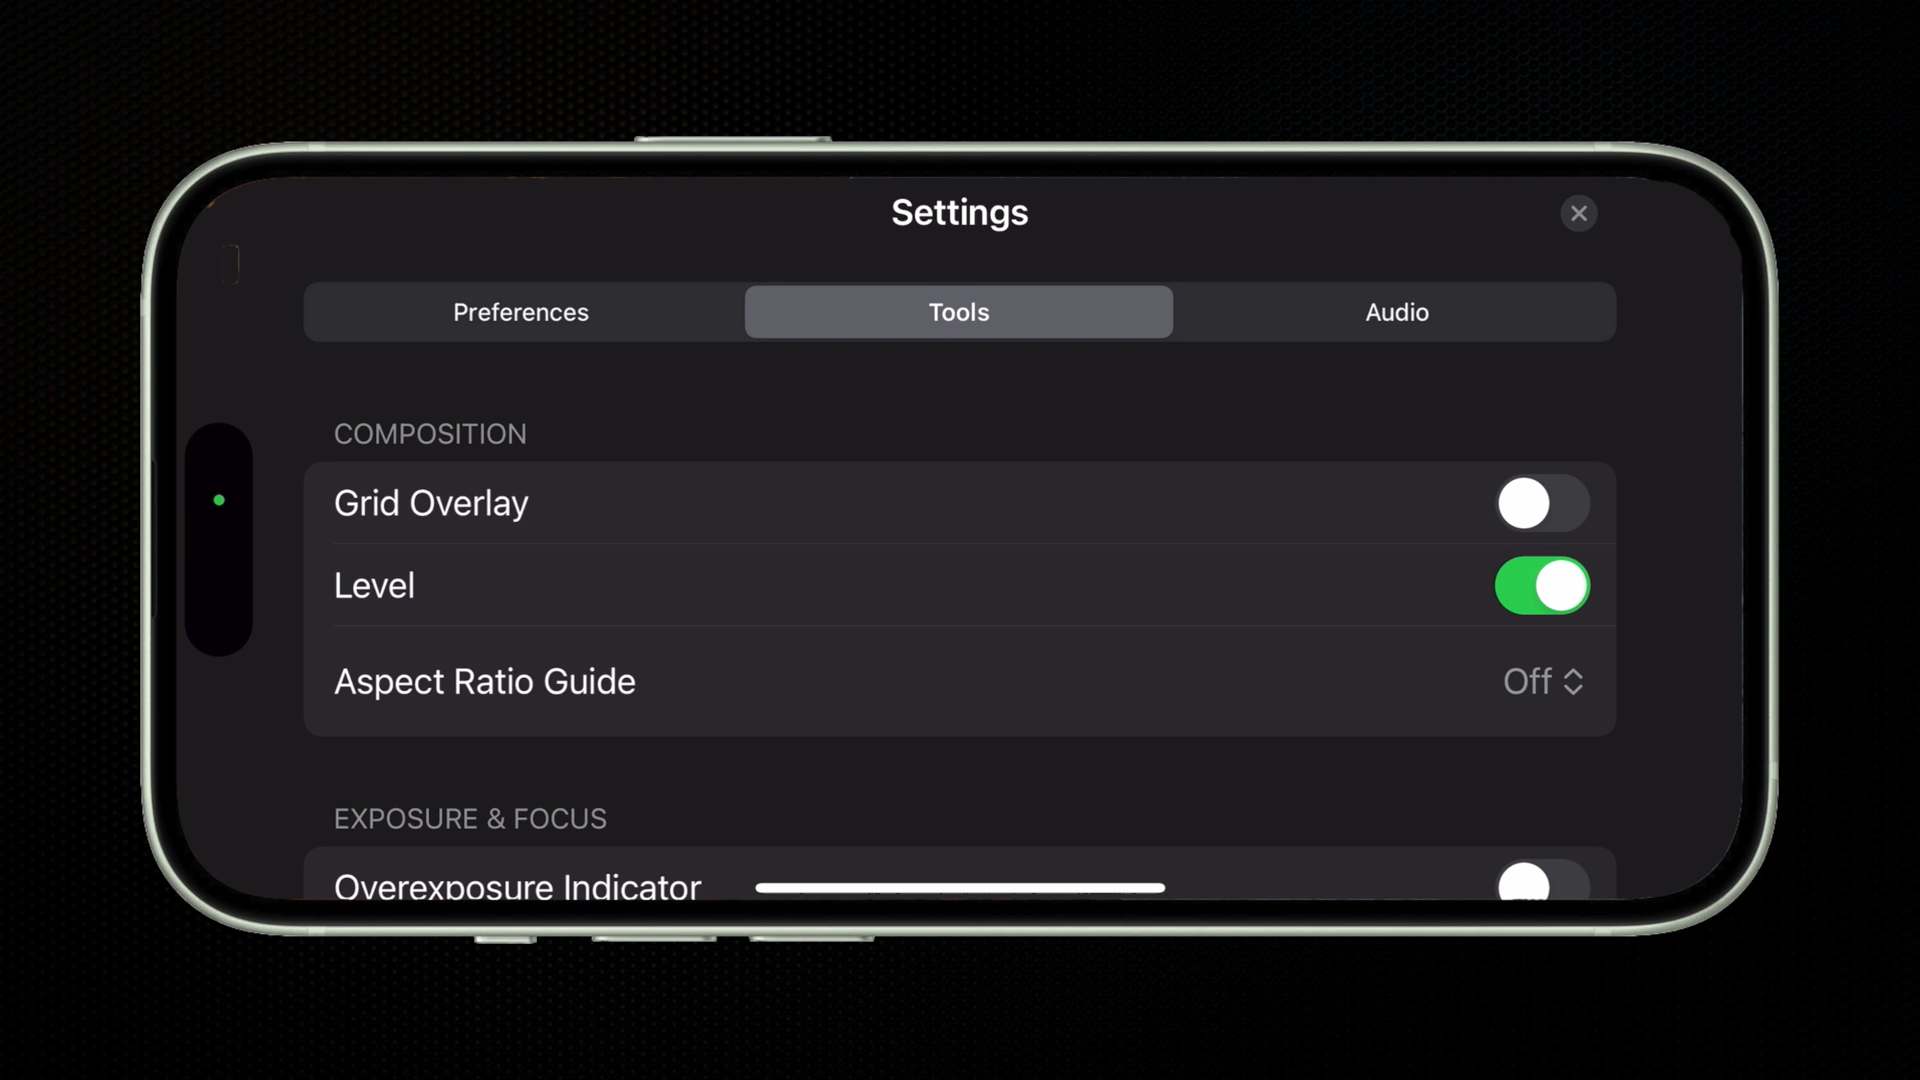 Settings
Preferences
Tools
Audio
COMPOSITION
Grid Overlay
Level
Aspect Ratio Guide
Off
EXPOSURE & FOCUS
Overexposure Indicator